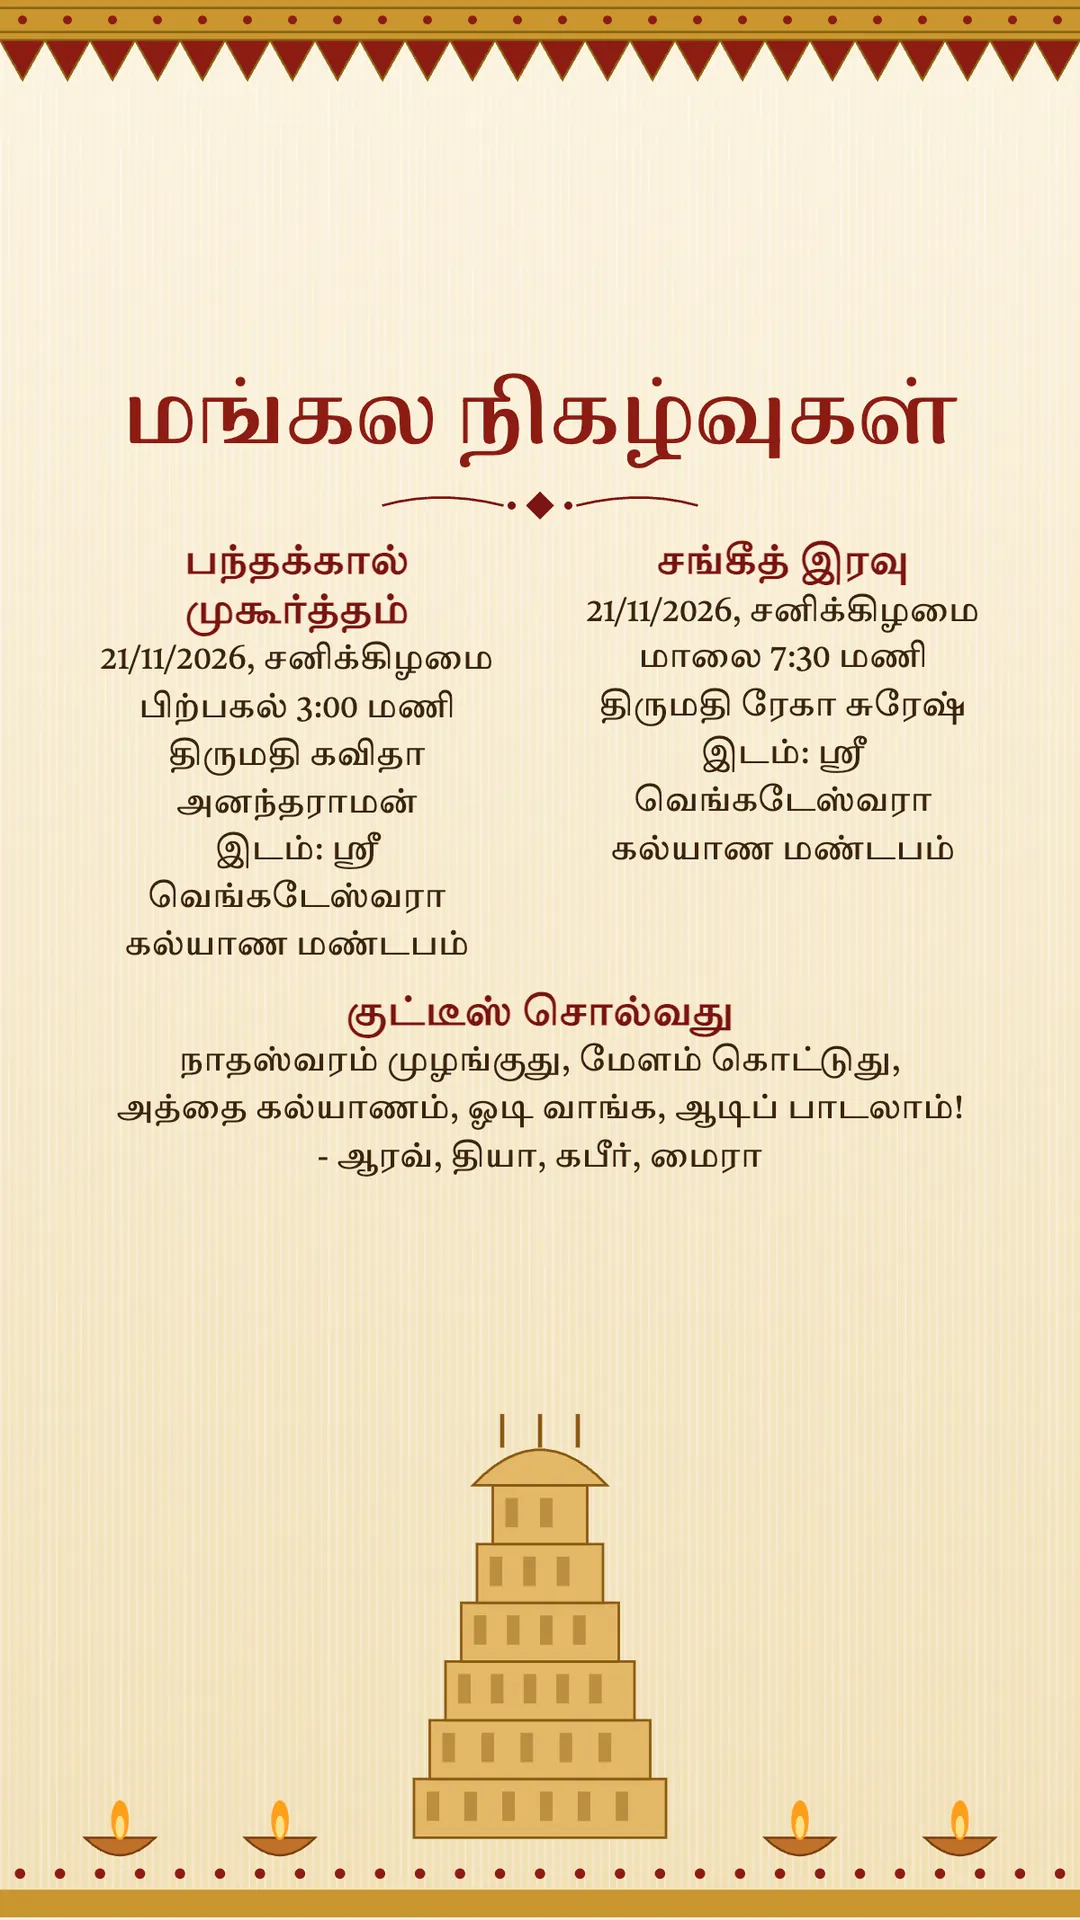 மங்கல நிகழ்வுகள்
பந்தக்கால்
முகூர்த்தம்
21/11/2026, சனிக்கிழமை
பிற்பகல் 3:00 மணி
திருமதி கவிதா
அனந்தராமன்
இடம்: ஸ்ரீ
வெங்கடேஸ்வரா
கல்யாண மண்டபம்
சங்கீத் இரவு
21/11/2026, சனிக்கிழமை
மாலை 7:30 மணி
திருமதி ரேகா சுரேஷ்
இடம்: ஸ்ரீ
வெங்கடேஸ்வரா
கல்யாண மண்டபம்
குட்டீஸ் சொல்வது
நாதஸ்வரம் முழங்குது, மேளம் கொட்டுது,
அத்தை கல்யாணம், ஓடி வாங்க, ஆடிப் பாடலாம்!
- ஆரவ், தியா, கபீர், மைரா